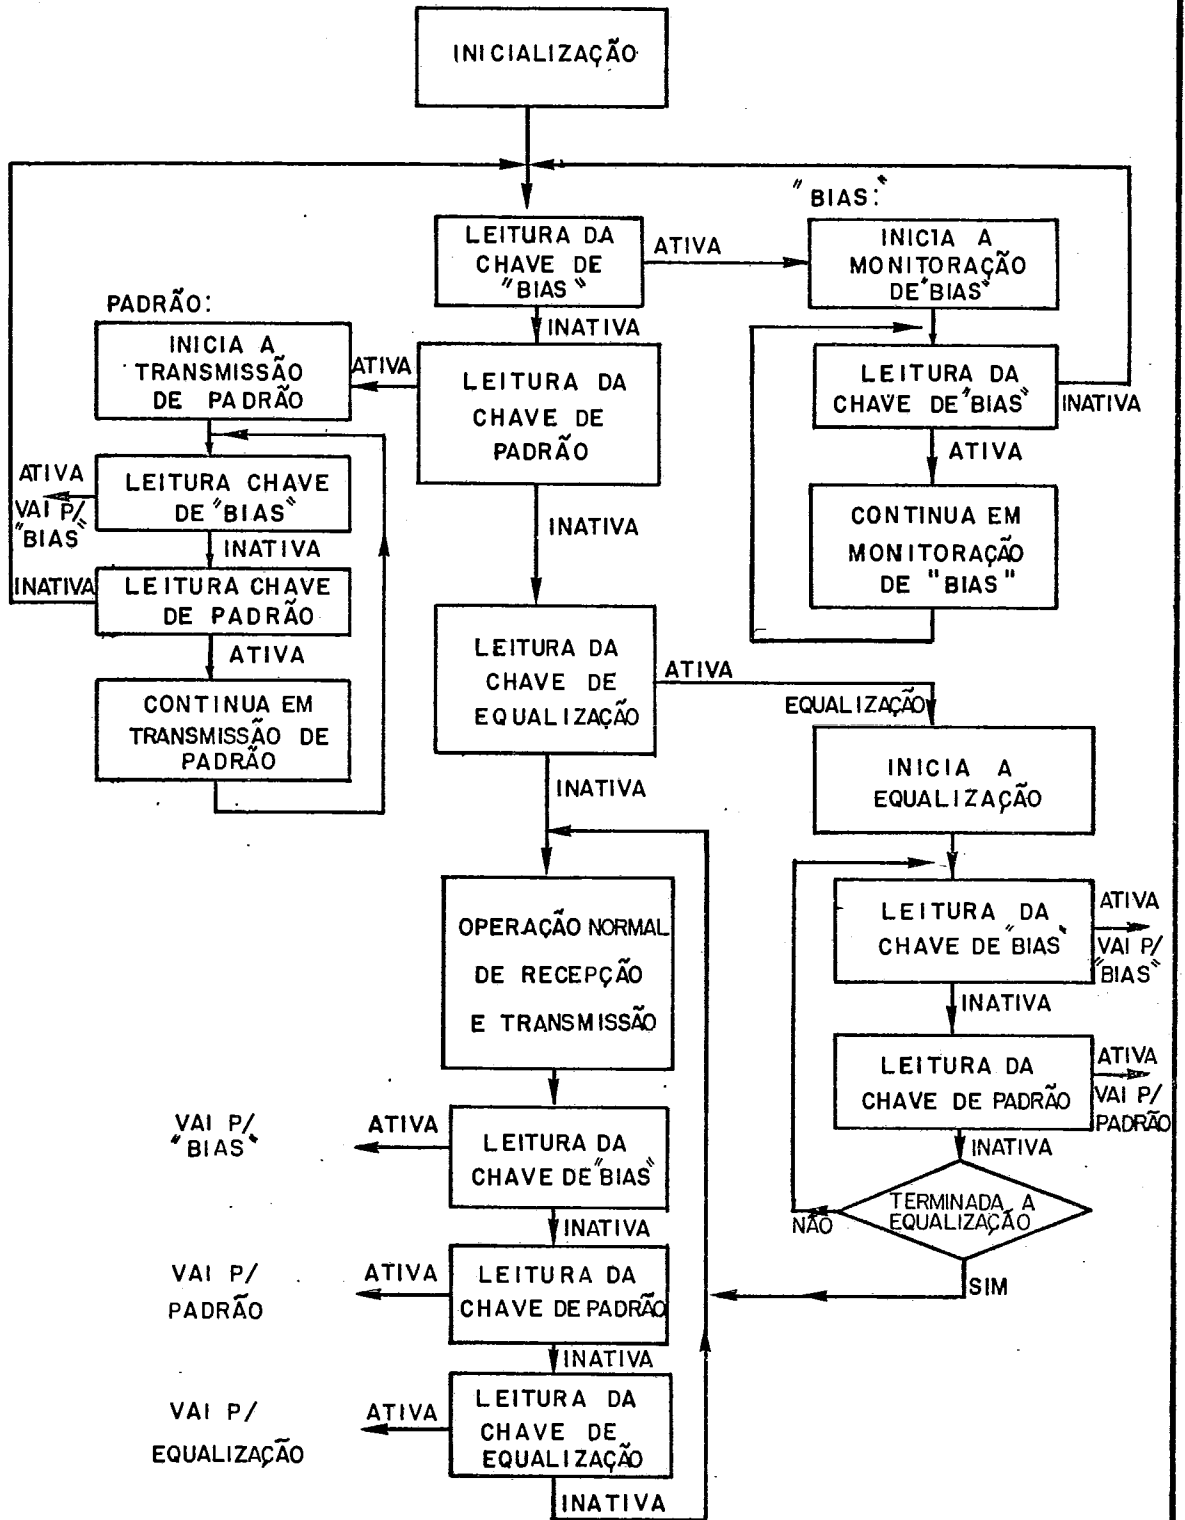 INICIALIZAÇÃO
"BIAS:"
LEITURA DA
CHAVE DE
"BIAS"
ATIVA
INICIA A
MONITORAÇÃO
DE "BIAS"
INATIVA
PADRÃO:
INICIA A
TRANSMISSÃO
DE PADRÃO
ATIVA
LEITURA DA
CHAVE DE
PADRÃO
LEITURA DA
CHAVE DE "BIAS"
INATIVA
ATIVA
LEITURA CHAVE
DE "BIAS"
ATIVA
VAI P/
"BIAS"
INATIVA
INATIVA
CONTINUA EM
MONITORAÇÃO
DE "BIAS"
INATIVA
LEITURA CHAVE
DE PADRÃO
ATIVA
CONTINUA EM
TRANSMISSÃO DE
PADRÃO
LEITURA DA
CHAVE DE
EQUALIZAÇÃO
ATIVA
EQUALIZAÇÃO
INICIA A
EQUALIZAÇÃO
INATIVA
OPERAÇÃO NORMAL
DE RECEPÇÃO
E TRANSMISSÃO
LEITURA DA
CHAVE DE "BIAS"
ATIVA
VAI P/
"BIAS"
INATIVA
LEITURA DA
CHAVE DE PADRÃO
ATIVA
VAI P/
PADRÃO
INATIVA
TERMINADA A
EQUALIZAÇÃO
NÃO
SIM
VAI P/
"BIAS"
ATIVA
LEITURA DA
CHAVE DE "BIAS"
INATIVA
VAI P/
PADRÃO
ATIVA
LEITURA DA
CHAVE DE PADRÃO
INATIVA
VAI P/
EQUALIZAÇÃO
ATIVA
LEITURA DA
CHAVE DE
EQUALIZAÇÃO
INATIVA